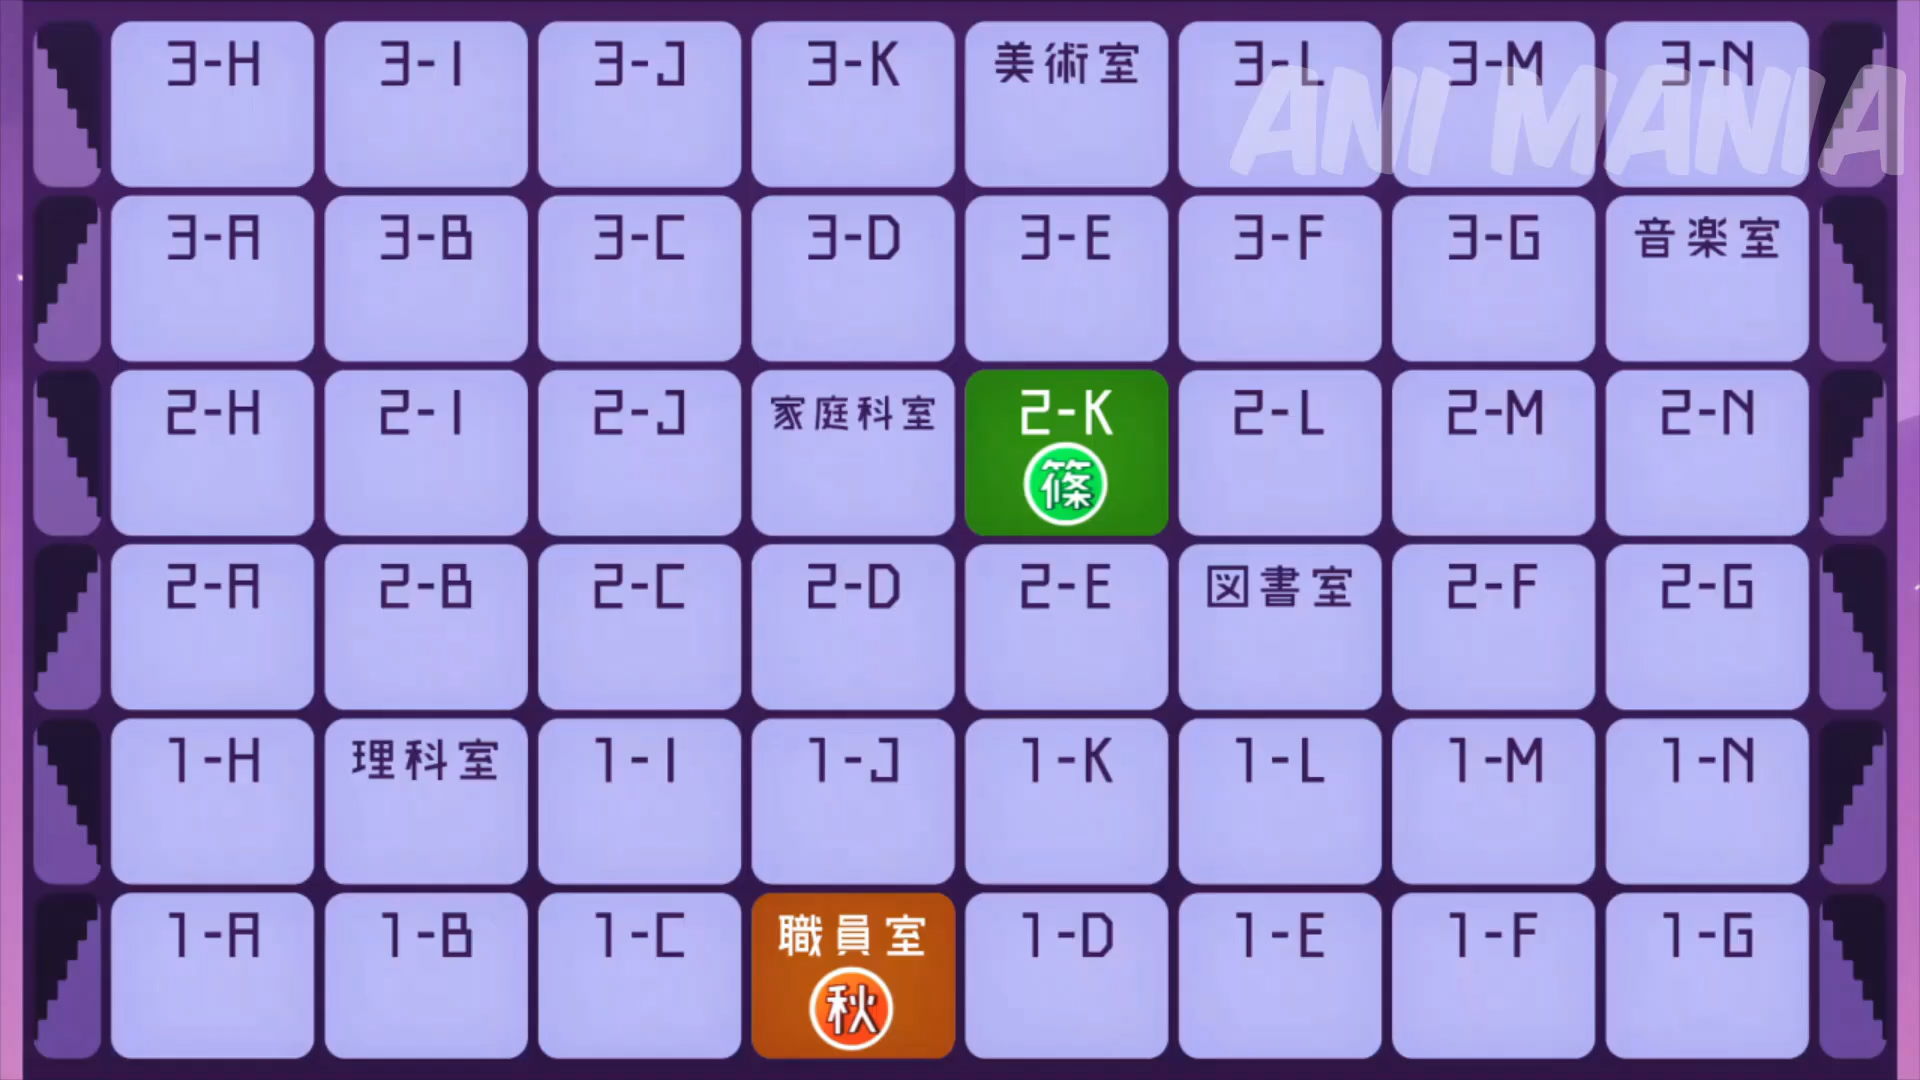 3-H 3-I 3-J 3-K 美術室 3-L 3-M 3-N
ANI MANIA
3-A 3-B 3-C 3-D 3-E 3-F 3-G 音楽室
2-H 2-I 2-J 家庭科室 2-K 2-L 2-M 2-N
篠
2-A 2-B 2-C 2-D 2-E 図書室 2-F 2-G
1-H 理科室 1-I 1-J 1-K 1-L 1-M 1-N
1-A 1-B 1-C 職員室 1-D 1-E 1-F 1-G
秋